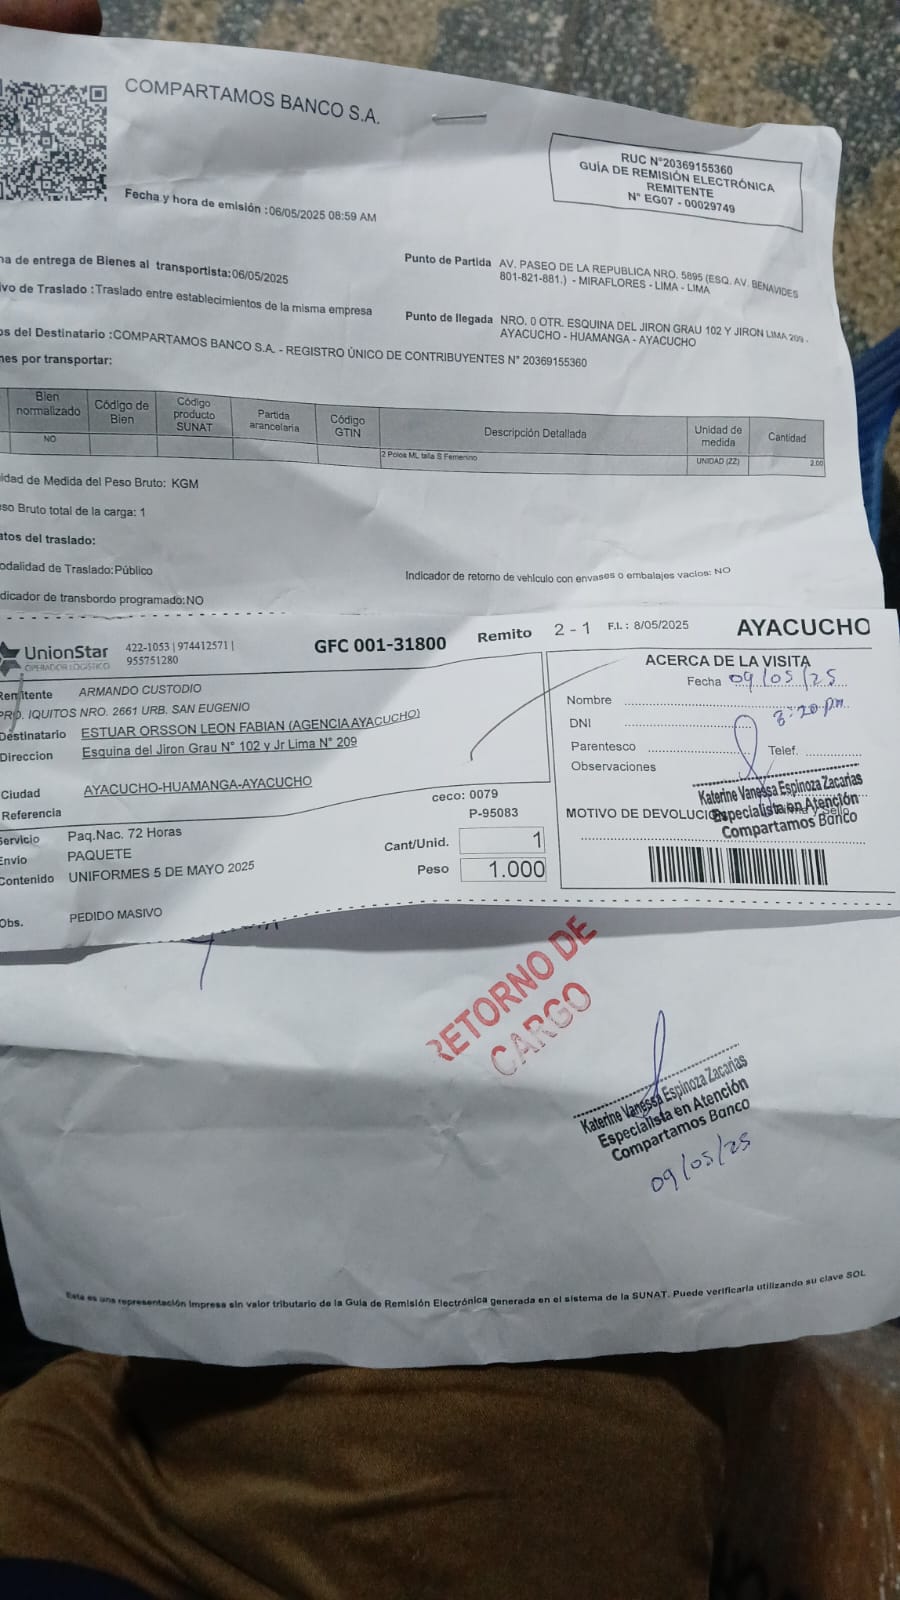 COMPARTAMOS BANCO S.A.
RUC N°20369155360
GUÍA DE REMISIÓN ELECTRÓNICA
REMITENTE
N° EG07 - 00029749
Fecha y hora de emisión :06/05/2025 08:59 AM
ha de entrega de Bienes al transportista:06/05/2025
ivo de Traslado :Traslado entre establecimientos de la misma empresa
Punto de Partida AV. PASEO DE LA REPUBLICA NRO. 5895 (ESQ. AV. BENAVIDES
801-821-881.) - MIRAFLORES - LIMA - LIMA
Punto de llegada NRO. 0 OTR. ESQUINA DEL JIRON GRAU 102 Y JIRON LIMA 209 .
AYACUCHO - HUAMANGA - AYACUCHO
os del Destinatario :COMPARTAMOS BANCO S.A. - REGISTRO ÚNICO DE CONTRIBUYENTES N° 20369155360
nes por transportar:
Bien normalizado Código de Bien Código producto SUNAT Partida arancelaria Código GTIN Descripción Detallada Unidad de medida Cantidad
NO 2 Polos ML talla S Femenino UNIDAD (ZZ) 2.00
idad de Medida del Peso Bruto: KGM
so Bruto total de la carga: 1
atos del traslado:
odalidad de Traslado:Público
Indicador de retorno de vehículo con envases o embalajes vacíos: NO
dicador de transbordo programado:NO
UnionStar
OPERADOR LOGÍSTICO
422-1053 | 974412571 |
955751280
GFC 001-31800
Remito 2 - 1 F.I.: 8/05/2025 AYACUCHO
Remitente ARMANDO CUSTODIO
PRO. IQUITOS NRO. 2661 URB. SAN EUGENIO
Destinatario ESTUAR ORSSON LEON FABIAN (AGENCIA AYACUCHO)
Direccion Esquina del Jiron Grau N° 102 y Jr Lima N° 209
Ciudad AYACUCHO-HUAMANGA-AYACUCHO
Referencia
ceco: 0079
P-95083
Servicio Paq.Nac. 72 Horas
Envio PAQUETE
Contenido UNIFORMES 5 DE MAYO 2025
Cant/Unid. 1
Peso 1.000
Obs. PEDIDO MASIVO
ACERCA DE LA VISITA
Fecha 09/05/25
Nombre
3:20 pm
DNI
Parentesco Telef.
Observaciones
Katerine Vanessa Espinoza Zacarias
Especialista en Atención
Compartamos Banco
MOTIVO DE DEVOLUCI
RETORNO DE
CARGO
Katerine Vanessa Espinoza Zacarias
Especialista en Atención
Compartamos Banco
09/05/25
Esta es una representación impresa sin valor tributario de la Guía de Remisión Electrónica generada en el sistema de la SUNAT. Puede verificarla utilizando su clave SOL